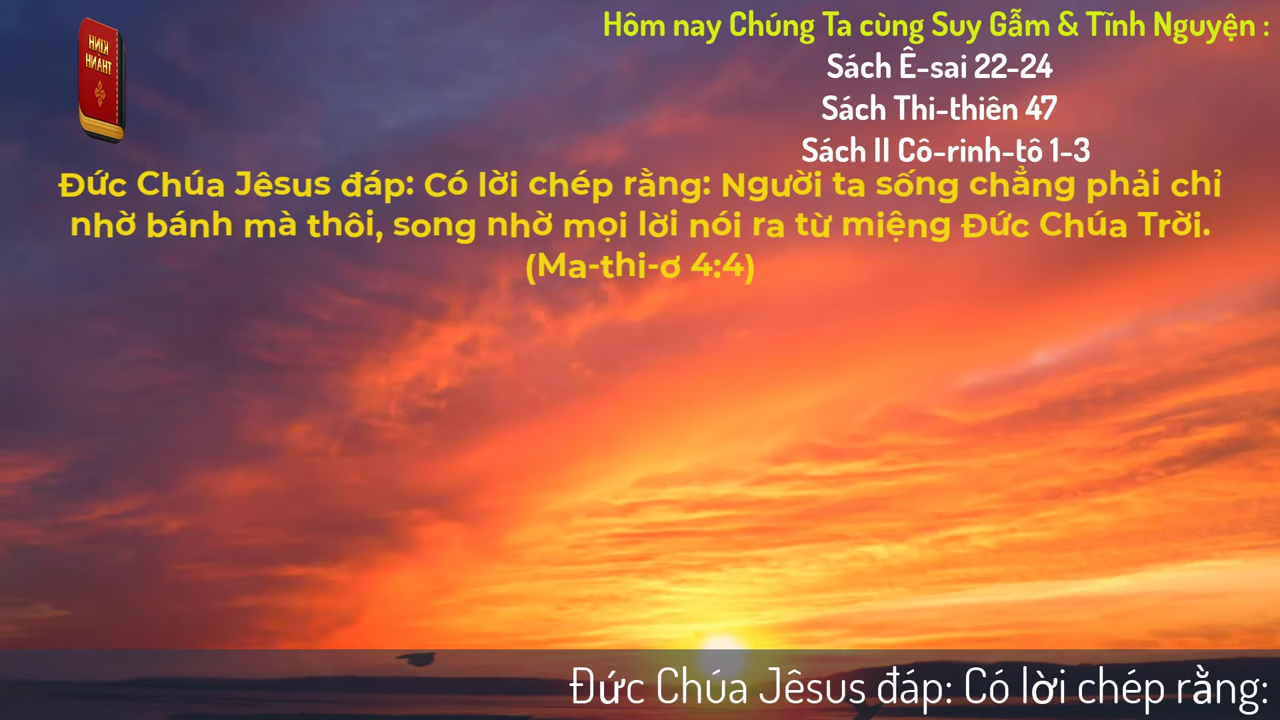 KINH
THÁNH
Hôm nay Chúng Ta cùng Suy Gẫm & Tĩnh Nguyện :
Sách Ê-sai 22-24
Sách Thi-thiên 47
Sách II Cô-rinh-tô 1-3
Đức Chúa Jêsus đáp: Có lời chép rằng: Người ta sống chẳng phải chỉ
nhờ bánh mà thôi, song nhờ mọi lời nói ra từ miệng Đức Chúa Trời.
(Ma-thi-ơ 4:4)
Đức Chúa Jêsus đáp: Có lời chép rằng: